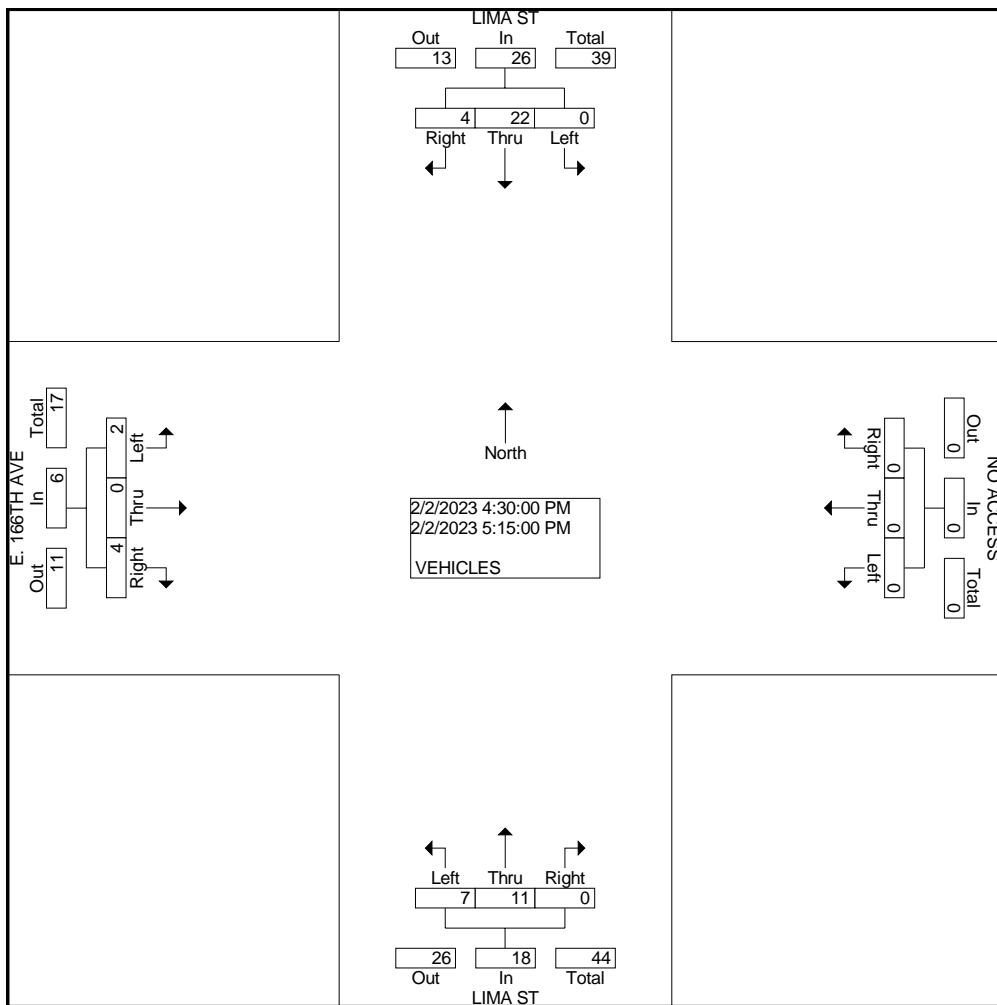 LIMA ST
Out In Total
13 26 39
4 22 0
Right Thru Left
E. 166TH AVE
Out In Total
11 6 17
Right Thru Left
4 0 2
North
2/2/2023 4:30:00 PM
2/2/2023 5:15:00 PM
VEHICLES
NO ACCESS
Out In Total
0 0 0
Right Thru Left
0 0 0
Left Thru Right
7 11 0
26 18 44
Out In Total
LIMA ST